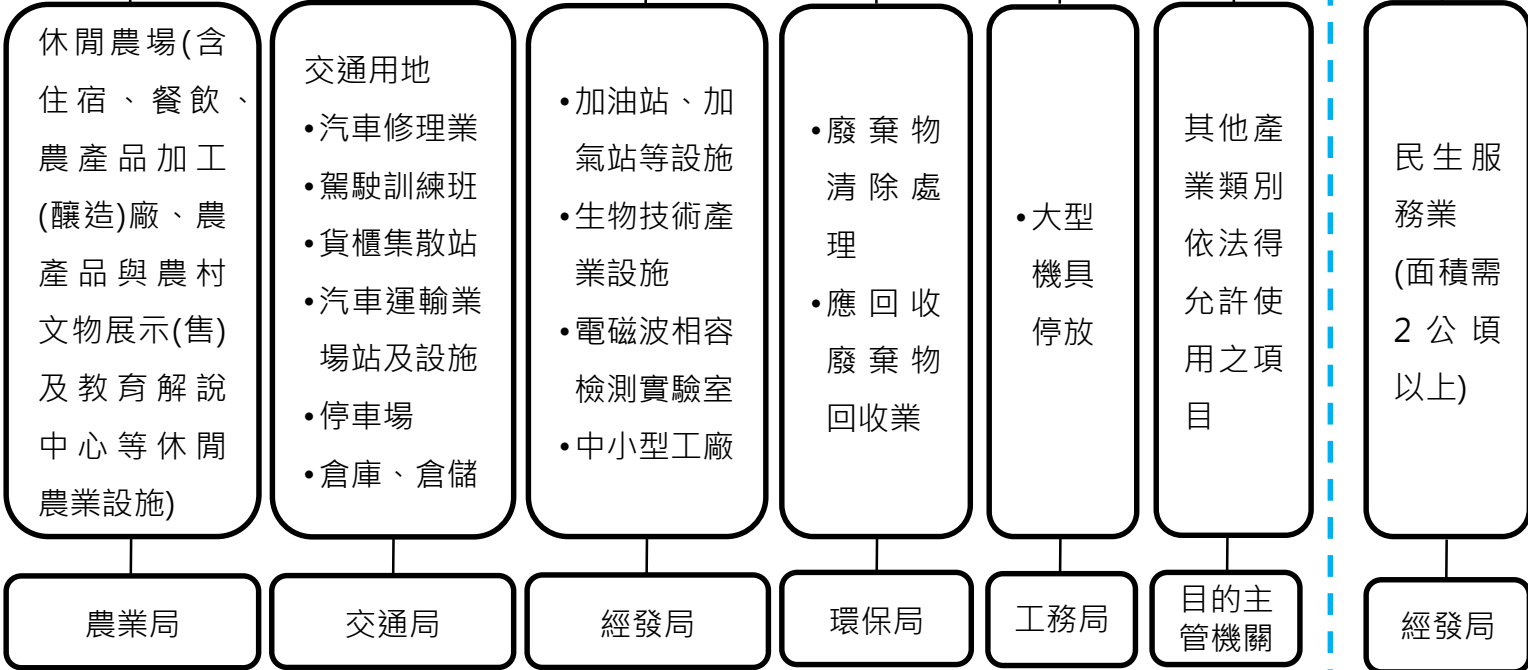 休閒農場(含
住宿、餐飲、
農產品加工
(釀造)廠、農
產品與農村
文物展示(售)
及教育解說
中心等休閒
農業設施)
交通用地
•汽車修理業
•駕駛訓練班
•貨櫃集散站
•汽車運輸業
場站及設施
•停車場
•倉庫、倉儲
•加油站、加
氣站等設施
•生物技術產
業設施
•電磁波相容
檢測實驗室
•中小型工廠
•廢棄物
清除處
理
•應回收
廢棄物
回收業
•大型
機具
停放
其他產
業類別
依法得
允許使
用之項
目
民生服
務業
(面積需
2公頃
以上)
農業局
交通局
經發局
環保局
工務局
目的主
管機關
經發局